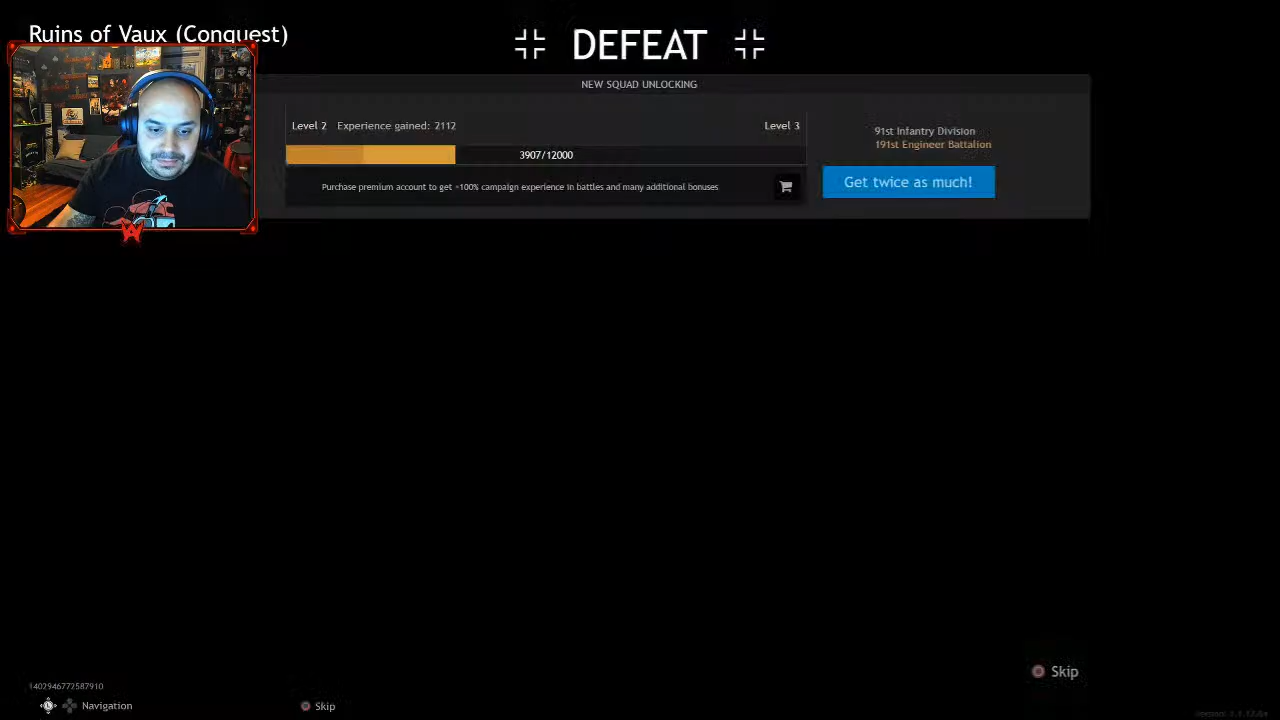 Ruins of Vaux (Conquest)
DEFEAT
NEW SQUAD UNLOCKING
Level 2 Experience gained: 2112
Level 3
3907/12000
91st Infantry Division
191st Engineer Battalion
Purchase premium account to get +100% campaign experience in battles and many additional bonuses
Get twice as much!
Skip
1402946772587910
Navigation
Skip